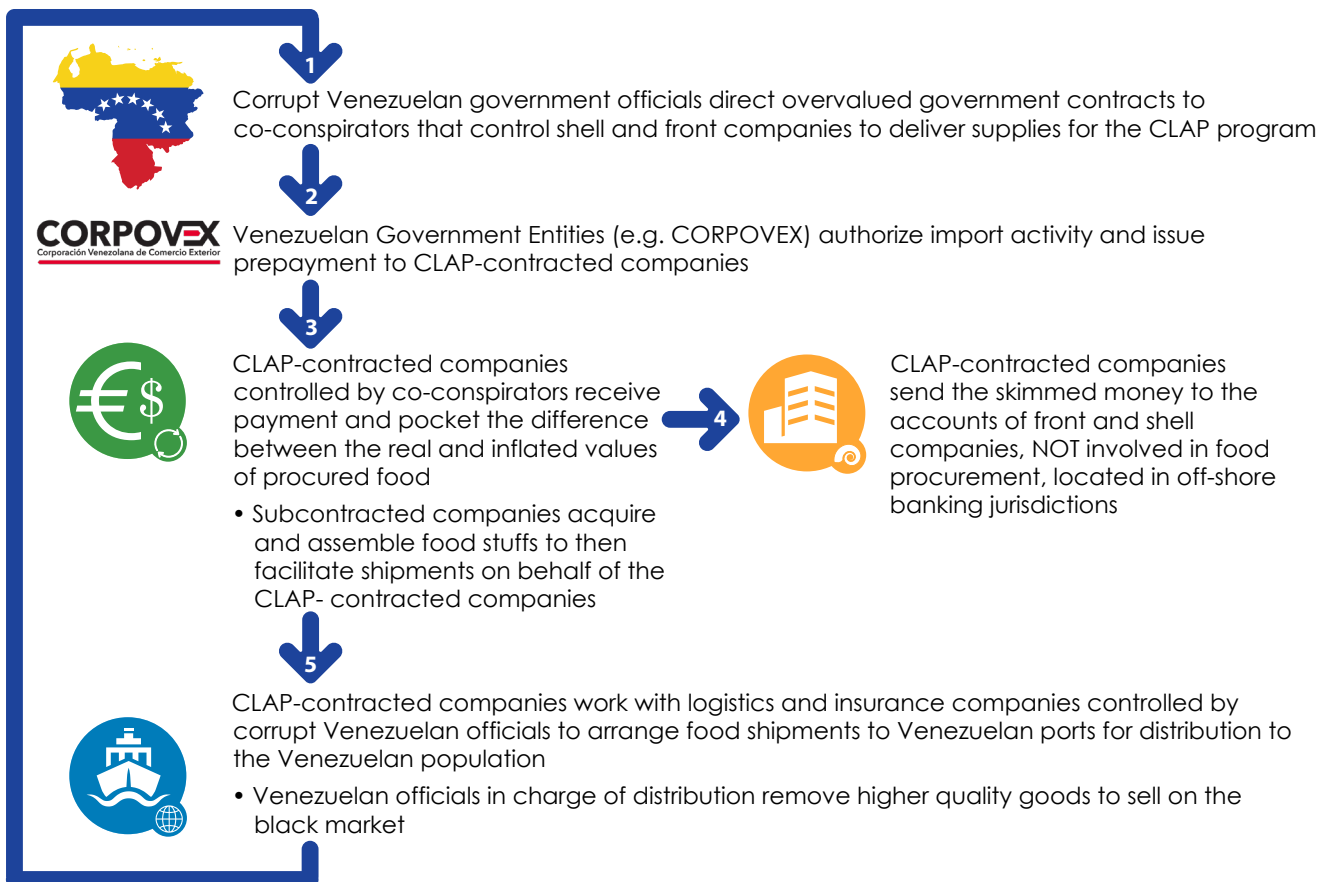 1
Corrupt Venezuelan government officials direct overvalued government contracts to
co-conspirators that control shell and front companies to deliver supplies for the CLAP program
2
CORPOVEX
Corporación Venezolana de Comercio Exterior
Venezuelan Government Entities (e.g. CORPOVEX) authorize import activity and issue
prepayment to CLAP-contracted companies
3
€$
CLAP-contracted companies
controlled by co-conspirators receive
payment and pocket the difference
between the real and inflated values
of procured food
• Subcontracted companies acquire
and assemble food stuffs to then
facilitate shipments on behalf of the
CLAP- contracted companies
4
CLAP-contracted companies
send the skimmed money to the
accounts of front and shell
companies, NOT involved in food
procurement, located in off-shore
banking jurisdictions
5
CLAP-contracted companies work with logistics and insurance companies controlled by
corrupt Venezuelan officials to arrange food shipments to Venezuelan ports for distribution to
the Venezuelan population
• Venezuelan officials in charge of distribution remove higher quality goods to sell on the
black market